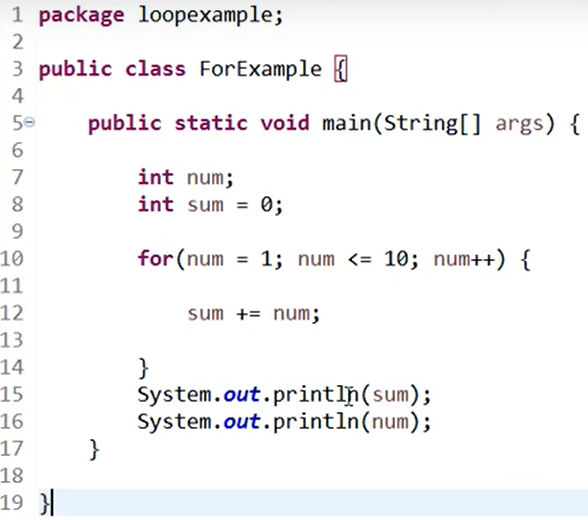 1 package loopexample;
2
3 public class ForExample {
4
5 public static void main(String[] args) {
6
7 int num;
8 int sum = 0;
9
10 for(num = 1; num <= 10; num++) {
11
12 sum += num;
13
14 }
15 System.out.println(sum);
16 System.out.println(num);
17 }
18
19 }